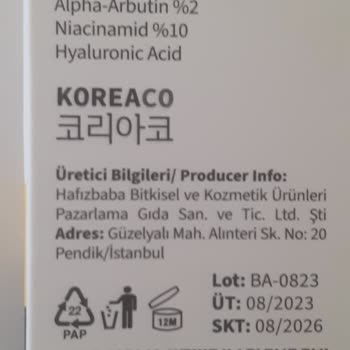 Alpha-Arbutin %2
Niacinamid %10
Hyaluronic Acid
KOREACO
코리아코
Üretici Bilgileri/ Producer Info:
Hafızbaba Bitkisel ve Kozmetik Ürünleri
Pazarlama Gıda San. ve Tic. Ltd. Şti
Adres: Güzelyalı Mah. Alınteri Sk. No: 20
Pendik/İstanbul
22
PAP
12M
Lot: BA-0823
ÜT: 08/2023
SKT: 08/2026